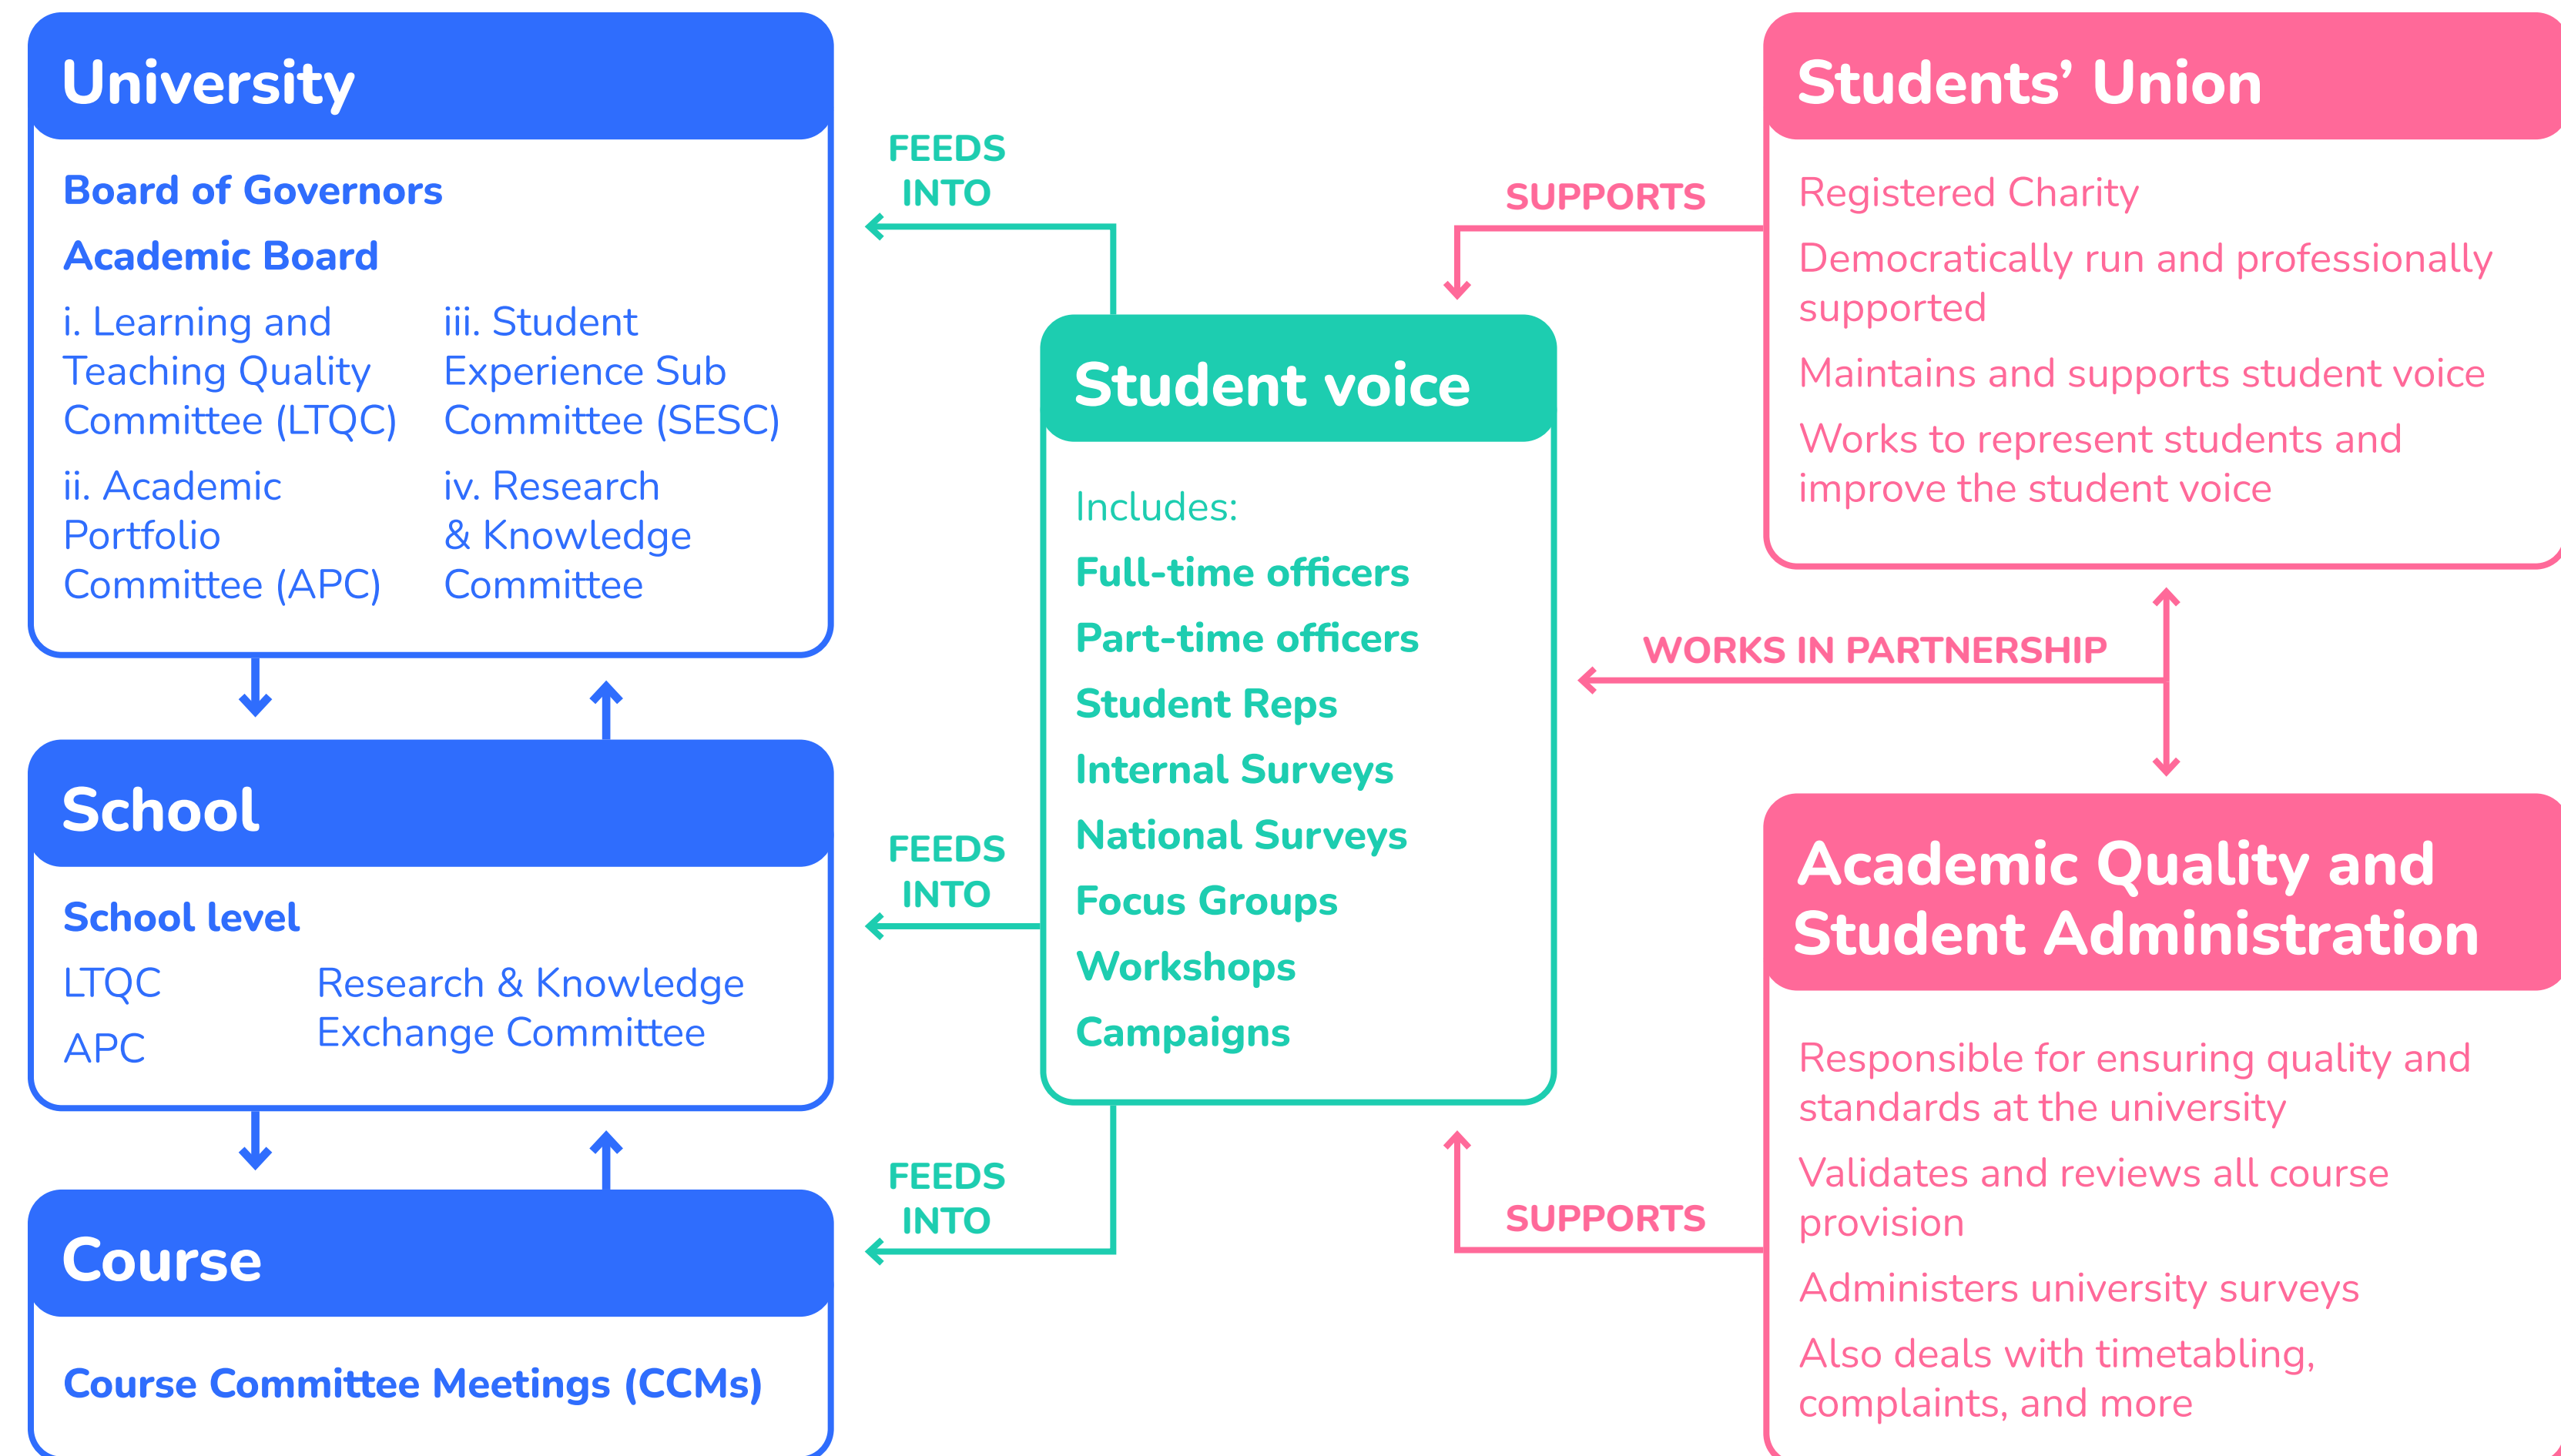 University
Board of Governors
Academic Board
i. Learning and
Teaching Quality
Committee (LTQC)
ii. Academic
Portfolio
Committee (APC)
iii. Student
Experience Sub
Committee (SESC)
iv. Research
& Knowledge
Committee
School
School level
LTQC
APC
Research & Knowledge
Exchange Committee
Course
Course Committee Meetings (CCMs)
FEEDS
INTO
FEEDS
INTO
FEEDS
INTO
Student voice
Includes:
Full-time officers
Part-time officers
Student Reps
Internal Surveys
National Surveys
Focus Groups
Workshops
Campaigns
SUPPORTS
WORKS IN PARTNERSHIP
SUPPORTS
Students’ Union
Registered Charity
Democratically run and professionally
supported
Maintains and supports student voice
Works to represent students and
improve the student voice
Academic Quality and
Student Administration
Responsible for ensuring quality and
standards at the university
Validates and reviews all course
provision
Administers university surveys
Also deals with timetabling,
complaints, and more